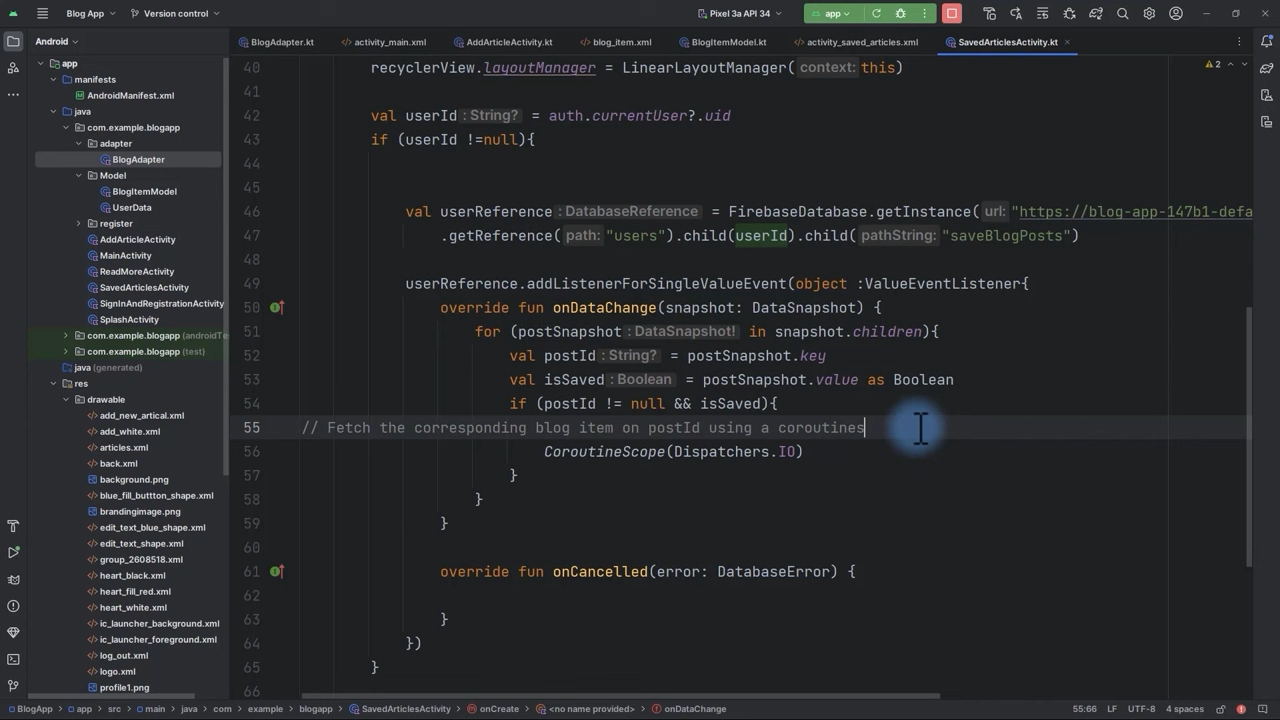 Blog App
Version control
Pixel 3a API 34
app
Android
BlogAdapter.kt
activity_main.xml
AddArticleActivity.kt
blog_item.xml
BlogItemModel.kt
activity_saved_articles.xml
SavedArticlesActivity.kt
app
manifests
AndroidManifest.xml
java
com.example.blogapp
adapter
BlogAdapter
Model
BlogItemModel
UserData
register
AddArticleActivity
MainActivity
ReadMoreActivity
SavedArticlesActivity
SignInAndRegistrationActivity
SplashActivity
com.example.blogapp (androidT
com.example.blogapp (test)
java (generated)
res
drawable
add_new_artical.xml
add_white.xml
articles.xml
back.xml
background.png
blue_fill_buttton_shape.xml
brandingimage.png
edit_text_blue_shape.xml
edit_text_shape.xml
group_2608518.xml
heart_black.xml
heart_fill_red.xml
heart_white.xml
ic_launcher_background.xml
ic_launcher_foreground.xml
log_out.xml
logo.xml
profile1.png
2
40 recyclerView.layoutManager = LinearLayoutManager( context: this)
41
42 val userId : String? = auth.currentUser?.uid
43 if (userId !=null){
44
45
46 val userReference : DatabaseReference = FirebaseDatabase.getInstance( url: "https://blog-app-147b1-defa
47 .getReference( path: "users").child(userId).child( pathString: "saveBlogPosts")
48
49 userReference.addListenerForSingleValueEvent(object :ValueEventListener{
50 override fun onDataChange(snapshot: DataSnapshot) {
51 for (postSnapshot : DataSnapshot! in snapshot.children){
52 val postId : String? = postSnapshot.key
53 val isSaved : Boolean = postSnapshot.value as Boolean
54 if (postId != null && isSaved){
55 // Fetch the corresponding blog item on postId using a coroutines
56 CoroutineScope(Dispatchers.IO)
57 }
58 }
59 }
60
61 override fun onCancelled(error: DatabaseError) {
62
63 }
64 })
65 }
66
BlogApp > app > src > main > java > com > example > blogapp > SavedArticlesActivity > onCreate > <no name provided> > onDataChange
55:66 LF UTF-8 4 spaces